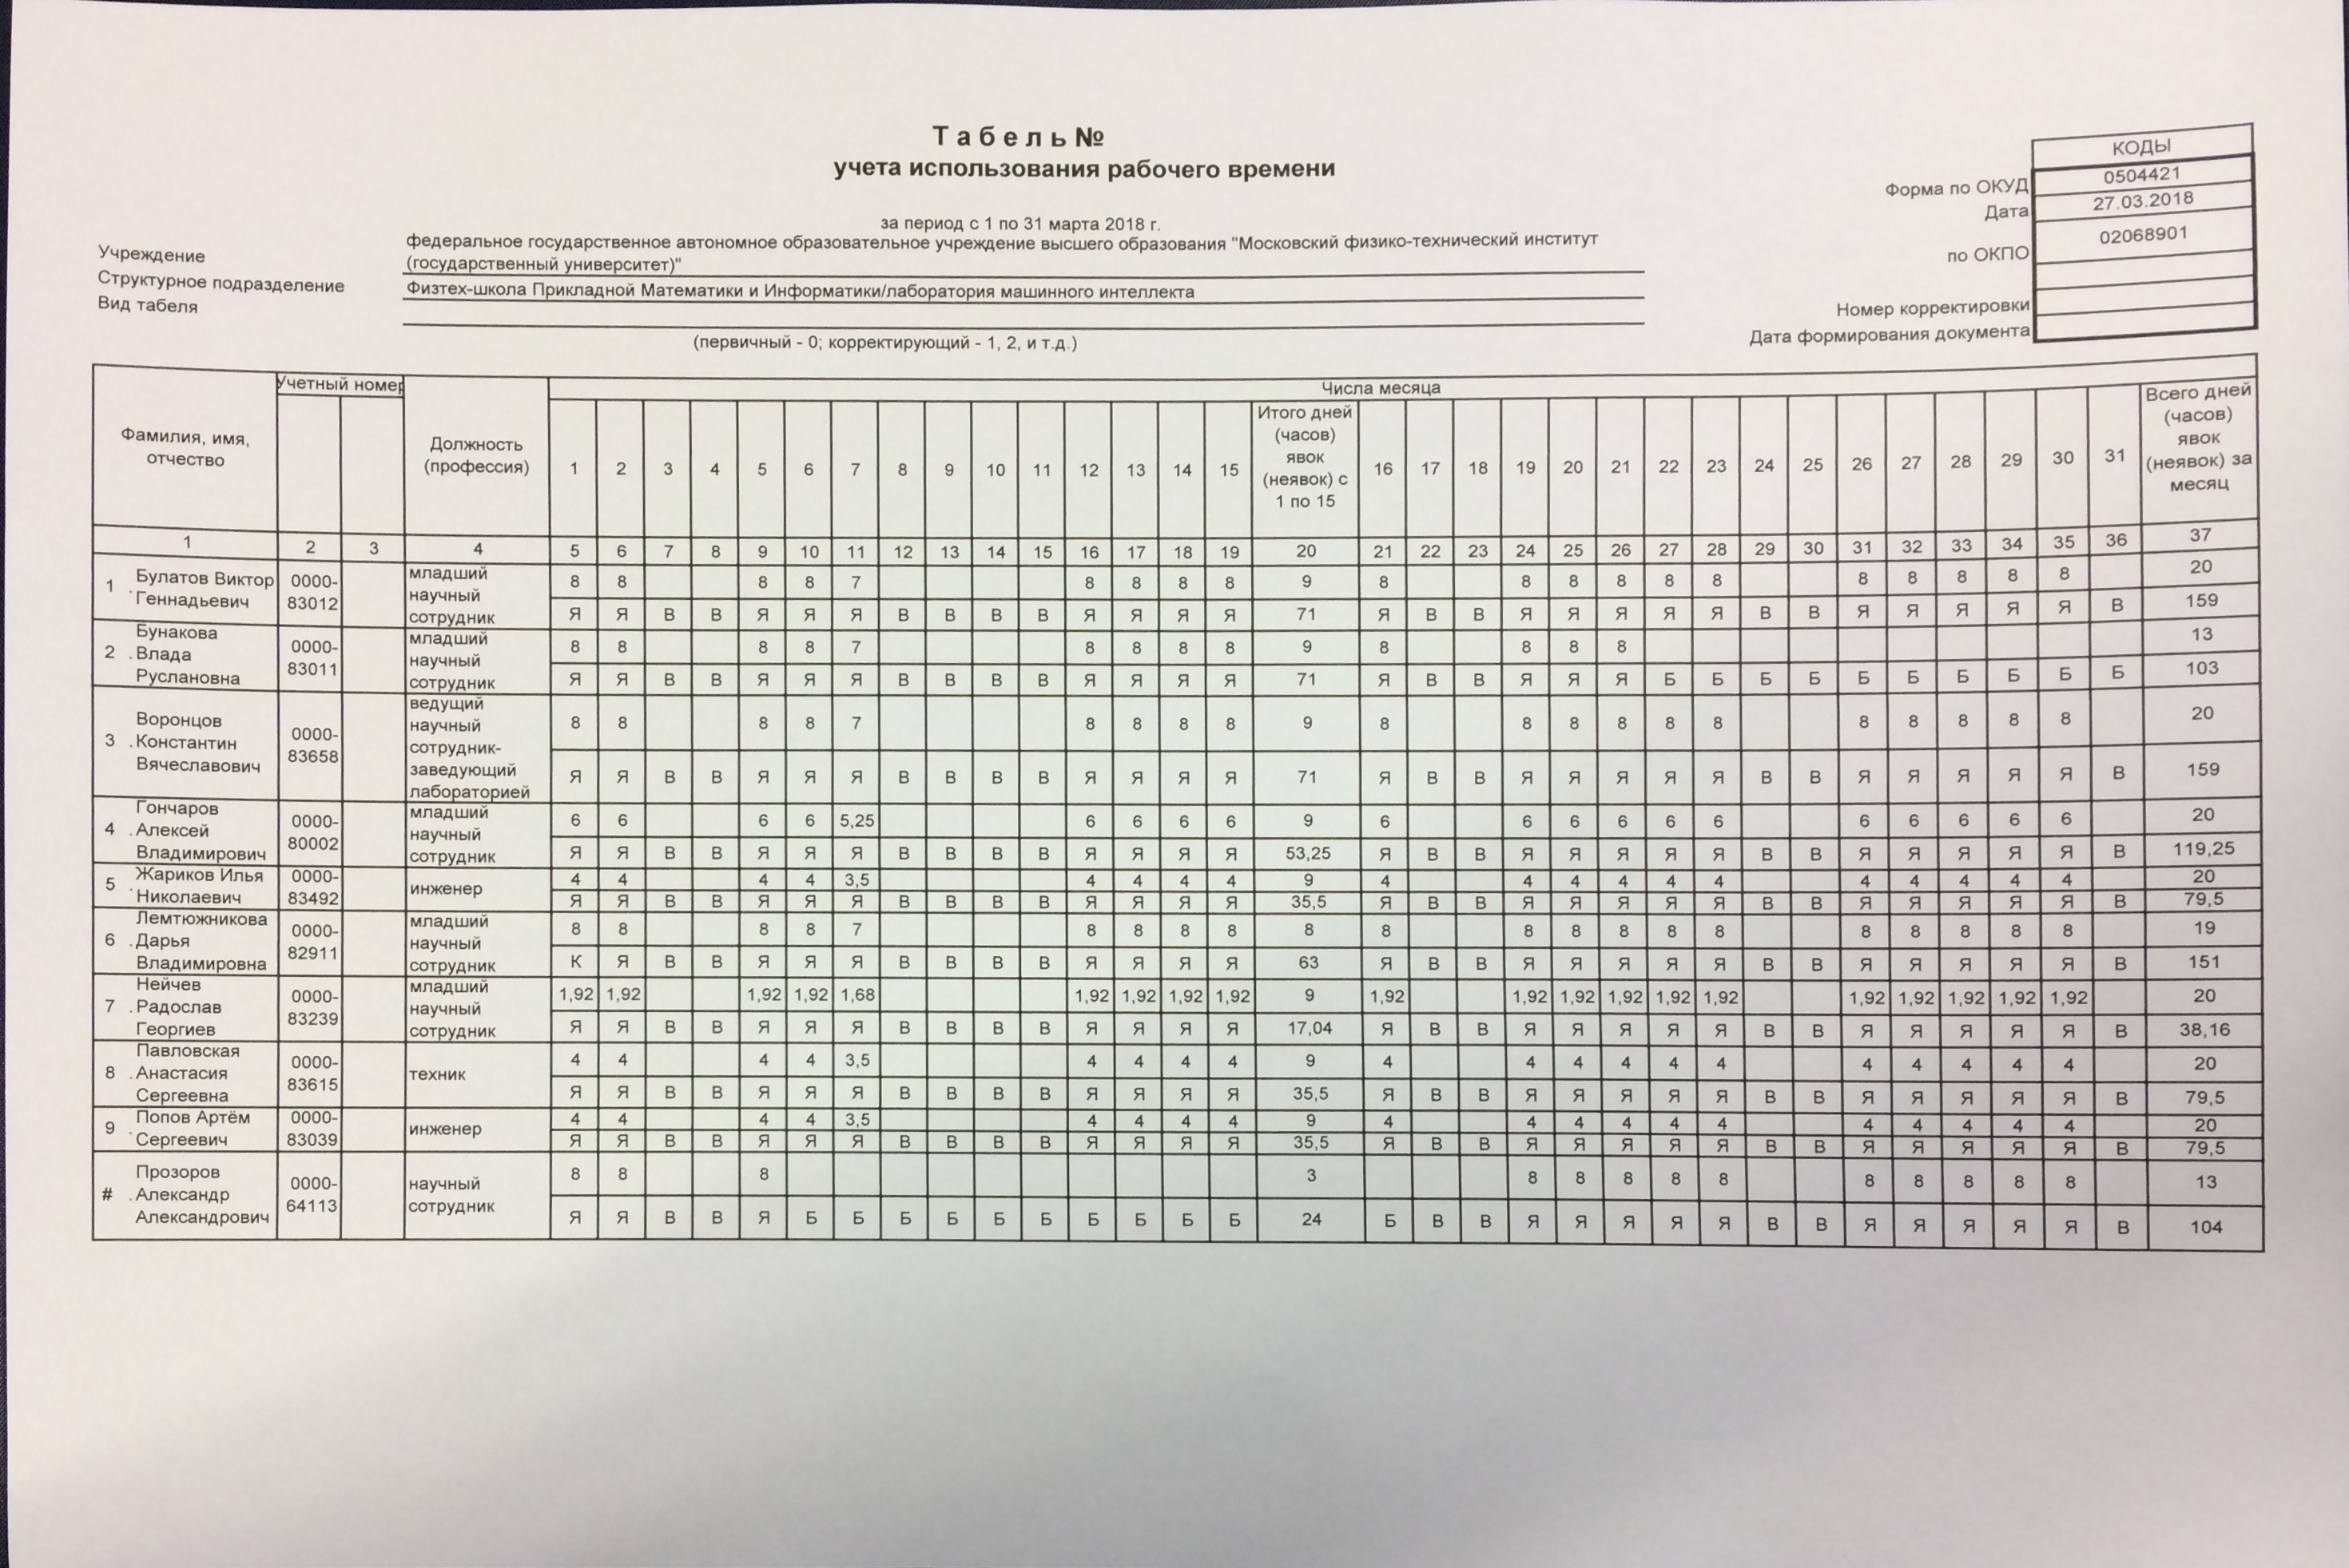 Т а б е л ь №
учета использования рабочего времени
КОДЫ
Форма по ОКУД 0504421
Дата 27.03.2018
за период с 1 по 31 марта 2018 г.
Учреждение федеральное государственное автономное образовательное учреждение высшего образования "Московский физико-технический институт
(государственный университет)"
по ОКПО 02068901
Структурное подразделение Физтех-школа Прикладной Математики и Информатики/лаборатория машинного интеллекта
Вид табеля
Номер корректировки
Дата формирования документа
(первичный - 0; корректирующий - 1, 2, и т.д.)
Фамилия, имя,
отчество
Учетный номер
Должность
(профессия)
Числа месяца
1 2 3 4 5 6 7 8 9 10 11 12 13 14 15
Итого дней
(часов)
явок
(неявок) с
1 по 15
16 17 18 19 20 21 22 23 24 25 26 27 28 29 30 31
Всего дней
(часов)
явок
(неявок) за
месяц
1 2 3 4 5 6 7 8 9 10 11 12 13 14 15 16 17 18 19 20 21 22 23 24 25 26 27 28 29 30 31 32 33 34 35 36 37
1 . Булатов Виктор
Геннадьевич
0000-
83012
младший
научный
сотрудник
8 8 8 8 7 8 8 8 8 9 8 8 8 8 8 8 8 8 8 8 8 20
Я Я В В Я Я Я В В В В Я Я Я Я 71 Я В В Я Я Я Я Я В В Я Я Я Я Я В 159
2 . Бунакова
Влада
Руслановна
0000-
83011
младший
научный
сотрудник
8 8 8 8 7 8 8 8 8 9 8 8 8 8 13
Я Я В В Я Я Я В В В В Я Я Я Я 71 Я В В Я Я Я Б Б Б Б Б Б Б Б Б Б 103
3 . Воронцов
Константин
Вячеславович
0000-
83658
ведущий
научный
сотрудник-
заведующий
лабораторией
8 8 8 8 7 8 8 8 8 9 8 8 8 8 8 8 8 8 8 8 8 20
Я Я В В Я Я Я В В В В Я Я Я Я 71 Я В В Я Я Я Я Я В В Я Я Я Я Я В 159
4 . Гончаров
Алексей
Владимирович
0000-
80002
младший
научный
сотрудник
6 6 6 6 5,25 6 6 6 6 9 6 6 6 6 6 6 6 6 6 6 6 20
Я Я В В Я Я Я В В В В Я Я Я Я 53,25 Я В В Я Я Я Я Я В В Я Я Я Я Я В 119,25
5 . Жариков Илья
Николаевич
0000-
83492
инженер
4 4 4 4 3,5 4 4 4 4 9 4 4 4 4 4 4 4 4 4 4 4 20
Я Я В В Я Я Я В В В В Я Я Я Я 35,5 Я В В Я Я Я Я Я В В Я Я Я Я Я В 79,5
6 . Лемтюжникова
Дарья
Владимировна
0000-
82911
младший
научный
сотрудник
8 8 8 8 7 8 8 8 8 8 8 8 8 8 8 8 8 8 8 8 8 19
К Я В В Я Я Я В В В В Я Я Я Я 63 Я В В Я Я Я Я Я В В Я Я Я Я Я В 151
7 . Нейчев
Радослав
Георгиев
0000-
83239
младший
научный
сотрудник
1,92 1,92 1,92 1,92 1,68 1,92 1,92 1,92 1,92 9 1,92 1,92 1,92 1,92 1,92 1,92 1,92 1,92 1,92 1,92 1,92 20
Я Я В В Я Я Я В В В В Я Я Я Я 17,04 Я В В Я Я Я Я Я В В Я Я Я Я Я В 38,16
8 . Павловская
Анастасия
Сергеевна
0000-
83615
техник
4 4 4 4 3,5 4 4 4 4 9 4 4 4 4 4 4 4 4 4 4 4 20
Я Я В В Я Я Я В В В В Я Я Я Я 35,5 Я В В Я Я Я Я Я В В Я Я Я Я Я В 79,5
9 . Попов Артём
Сергеевич
0000-
83039
инженер
4 4 4 4 3,5 4 4 4 4 9 4 4 4 4 4 4 4 4 4 4 4 20
Я Я В В Я Я Я В В В В Я Я Я Я 35,5 Я В В Я Я Я Я Я В В Я Я Я Я Я В 79,5
# . Прозоров
Александр
Александрович
0000-
64113
научный
сотрудник
8 8 8 3 8 8 8 8 8 8 8 8 8 8 13
Я Я В В Я Б Б Б Б Б Б Б Б Б Б 24 Б В В Я Я Я Я Я В В Я Я Я Я Я В 104